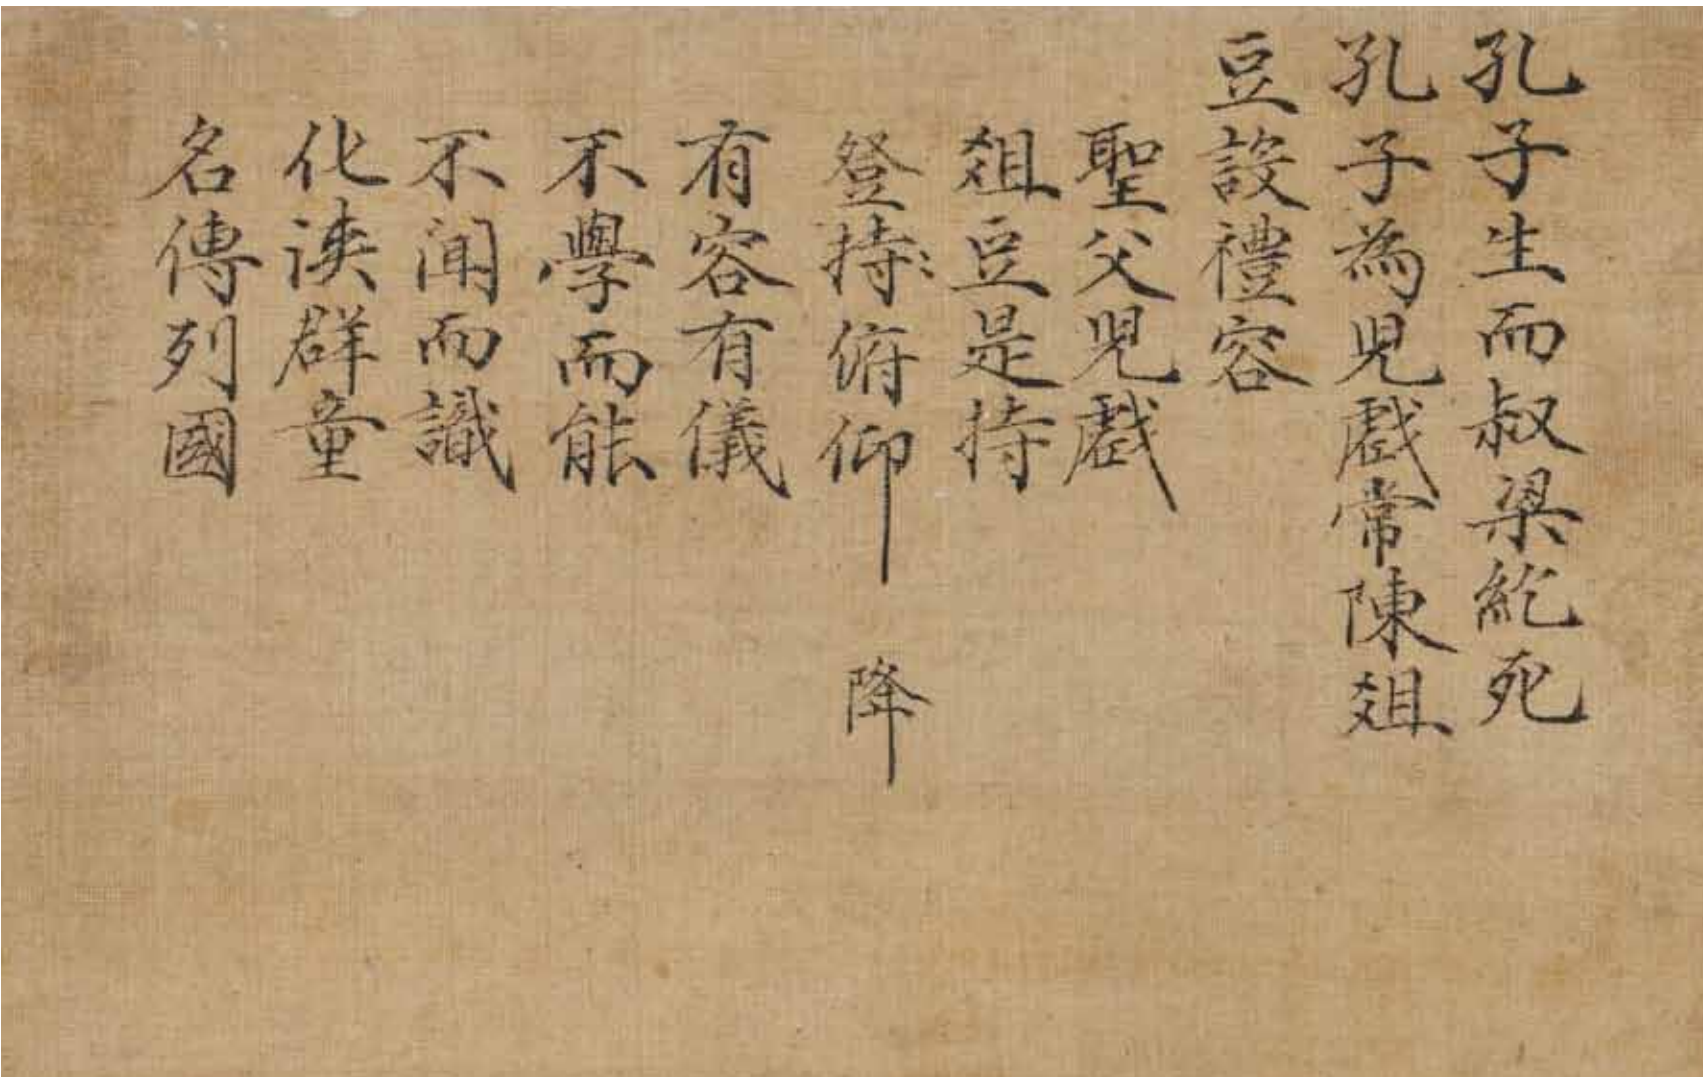 孔子生而叔梁紇死
孔子為兒戲常陳俎
豆設禮容
聖父兒戲
俎豆是持
登持俯仰降
有容有儀
不學而能
不聞而識
化浹群童
名傳列國